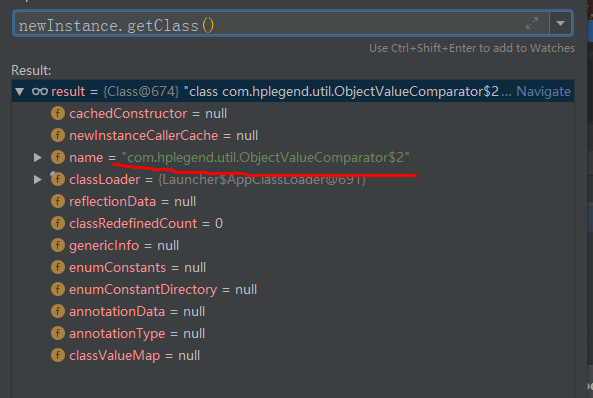 newInstance.getClass()
Use Ctrl+Shift+Enter to add to Watches
Result:
result = {Class@674} "class com.hplegend.util.ObjectValueComparator$2 ... Navigate
f cachedConstructor = null
f newInstanceCallerCache = null
f name = "com.hplegend.util.ObjectValueComparator$2"
f classLoader = {Launcher$AppClassLoader@691}
f reflectionData = null
f classRedefinedCount = 0
f genericInfo = null
f enumConstants = null
f enumConstantDirectory = null
f annotationData = null
f annotationType = null
f classValueMap = null